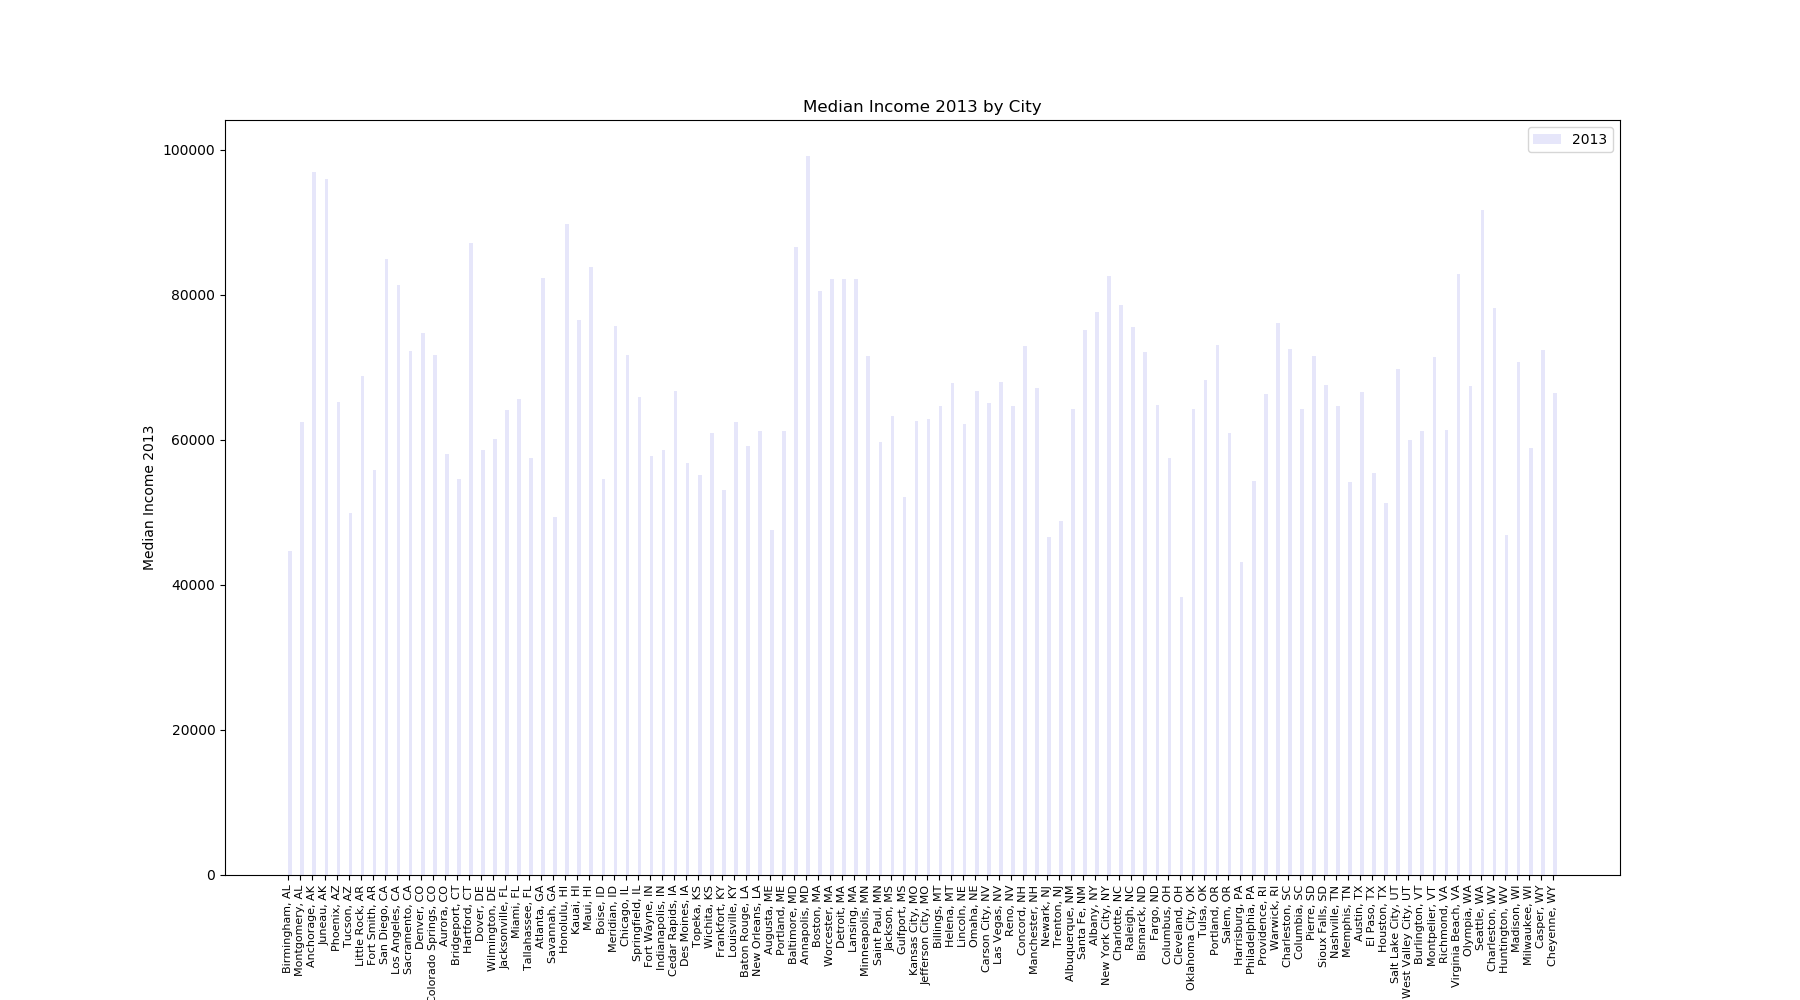 Median Income 2013 by City
2013
100000
80000
60000
40000
20000
0
Median Income 2013
Birmingham, AL
Montgomery, AL
Anchorage, AK
Juneau, AK
Phoenix, AZ
Tucson, AZ
Little Rock, AR
Fort Smith, AR
San Diego, CA
Los Angeles, CA
Sacramento, CA
Denver, CO
Colorado Springs, CO
Aurora, CO
Bridgeport, CT
Hartford, CT
Dover, DE
Wilmington, DE
Jacksonville, FL
Miami, FL
Tallahassee, FL
Atlanta, GA
Savannah, GA
Honolulu, HI
Kauai, HI
Maui, HI
Boise, ID
Meridian, ID
Chicago, IL
Springfield, IL
Fort Wayne, IN
Indianapolis, IN
Cedar Rapids, IA
Des Moines, IA
Topeka, KS
Wichita, KS
Frankfort, KY
Louisville, KY
Baton Rouge, LA
New Orleans, LA
Augusta, ME
Portland, ME
Baltimore, MD
Annapolis, MD
Boston, MA
Worcester, MA
Detroit, MA
Lansing, MA
Minneapolis, MN
Saint Paul, MN
Jackson, MS
Gulfport, MS
Kansas City, MO
Jefferson City, MO
Billings, MT
Helena, MT
Lincoln, NE
Omaha, NE
Carson City, NV
Las Vegas, NV
Reno, NV
Concord, NH
Manchester, NH
Newark, NJ
Trenton, NJ
Albuquerque, NM
Santa Fe, NM
Albany, NY
New York City, NY
Charlotte, NC
Raleigh, NC
Bismarck, ND
Fargo, ND
Columbus, OH
Cleveland, OH
Oklahoma City, OK
Tulsa, OK
Portland, OR
Salem, OR
Harrisburg, PA
Philadelphia, PA
Providence, RI
Warwick, RI
Charleston, SC
Columbia, SC
Pierre, SD
Sioux Falls, SD
Nashville, TN
Memphis, TN
Austin, TX
El Paso, TX
Houston, TX
Salt Lake City, UT
West Valley City, UT
Burlington, VT
Montpelier, VT
Richmond, VA
Virginia Beach, VA
Olympia, WA
Seattle, WA
Charleston, WV
Huntington, WV
Madison, WI
Milwaukee, WI
Casper, WY
Cheyenne, WY